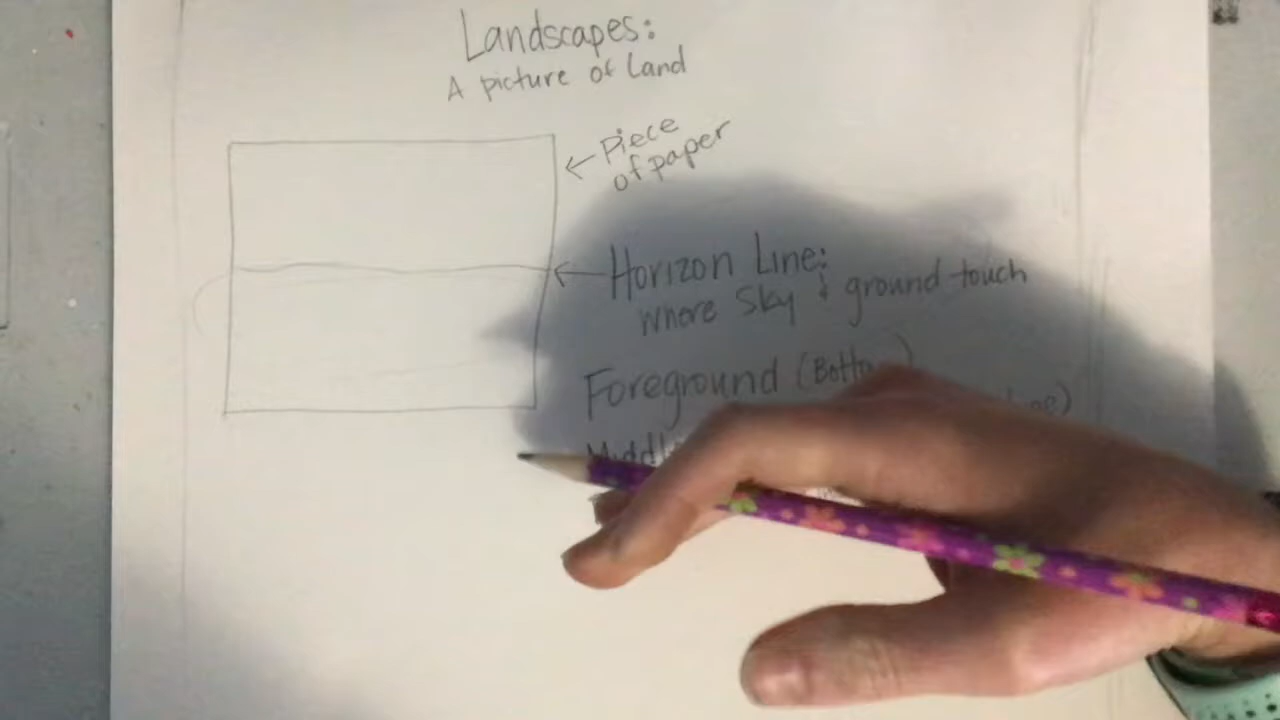 Landscapes:
A picture of land
← Piece
of paper
← Horizon Line:
Where Sky & ground touch
Foreground